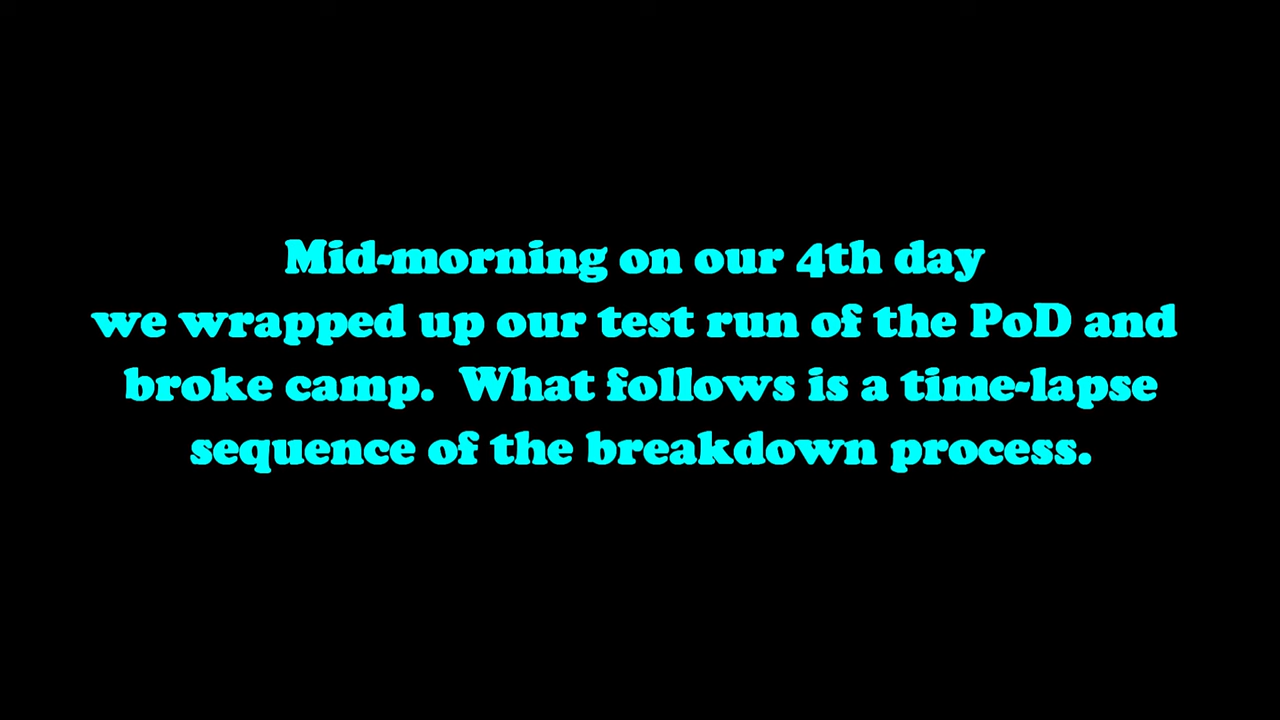 Mid-morning on our 4th day
we wrapped up our test run of the PoD and
broke camp.  What follows is a time-lapse
sequence of the breakdown process.